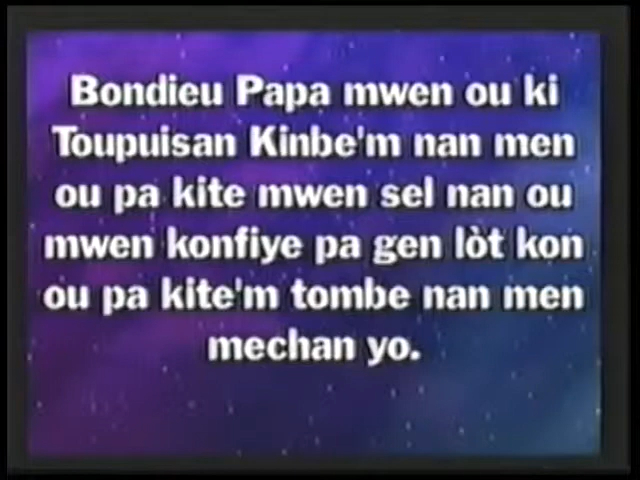 Bondieu Papa mwen ou ki
Toupuisan Kinbe'm nan men
ou pa kite mwen sel nan ou
mwen konfiye pa gen lòt kon
ou pa kite'm tombe nan men
mechan yo.